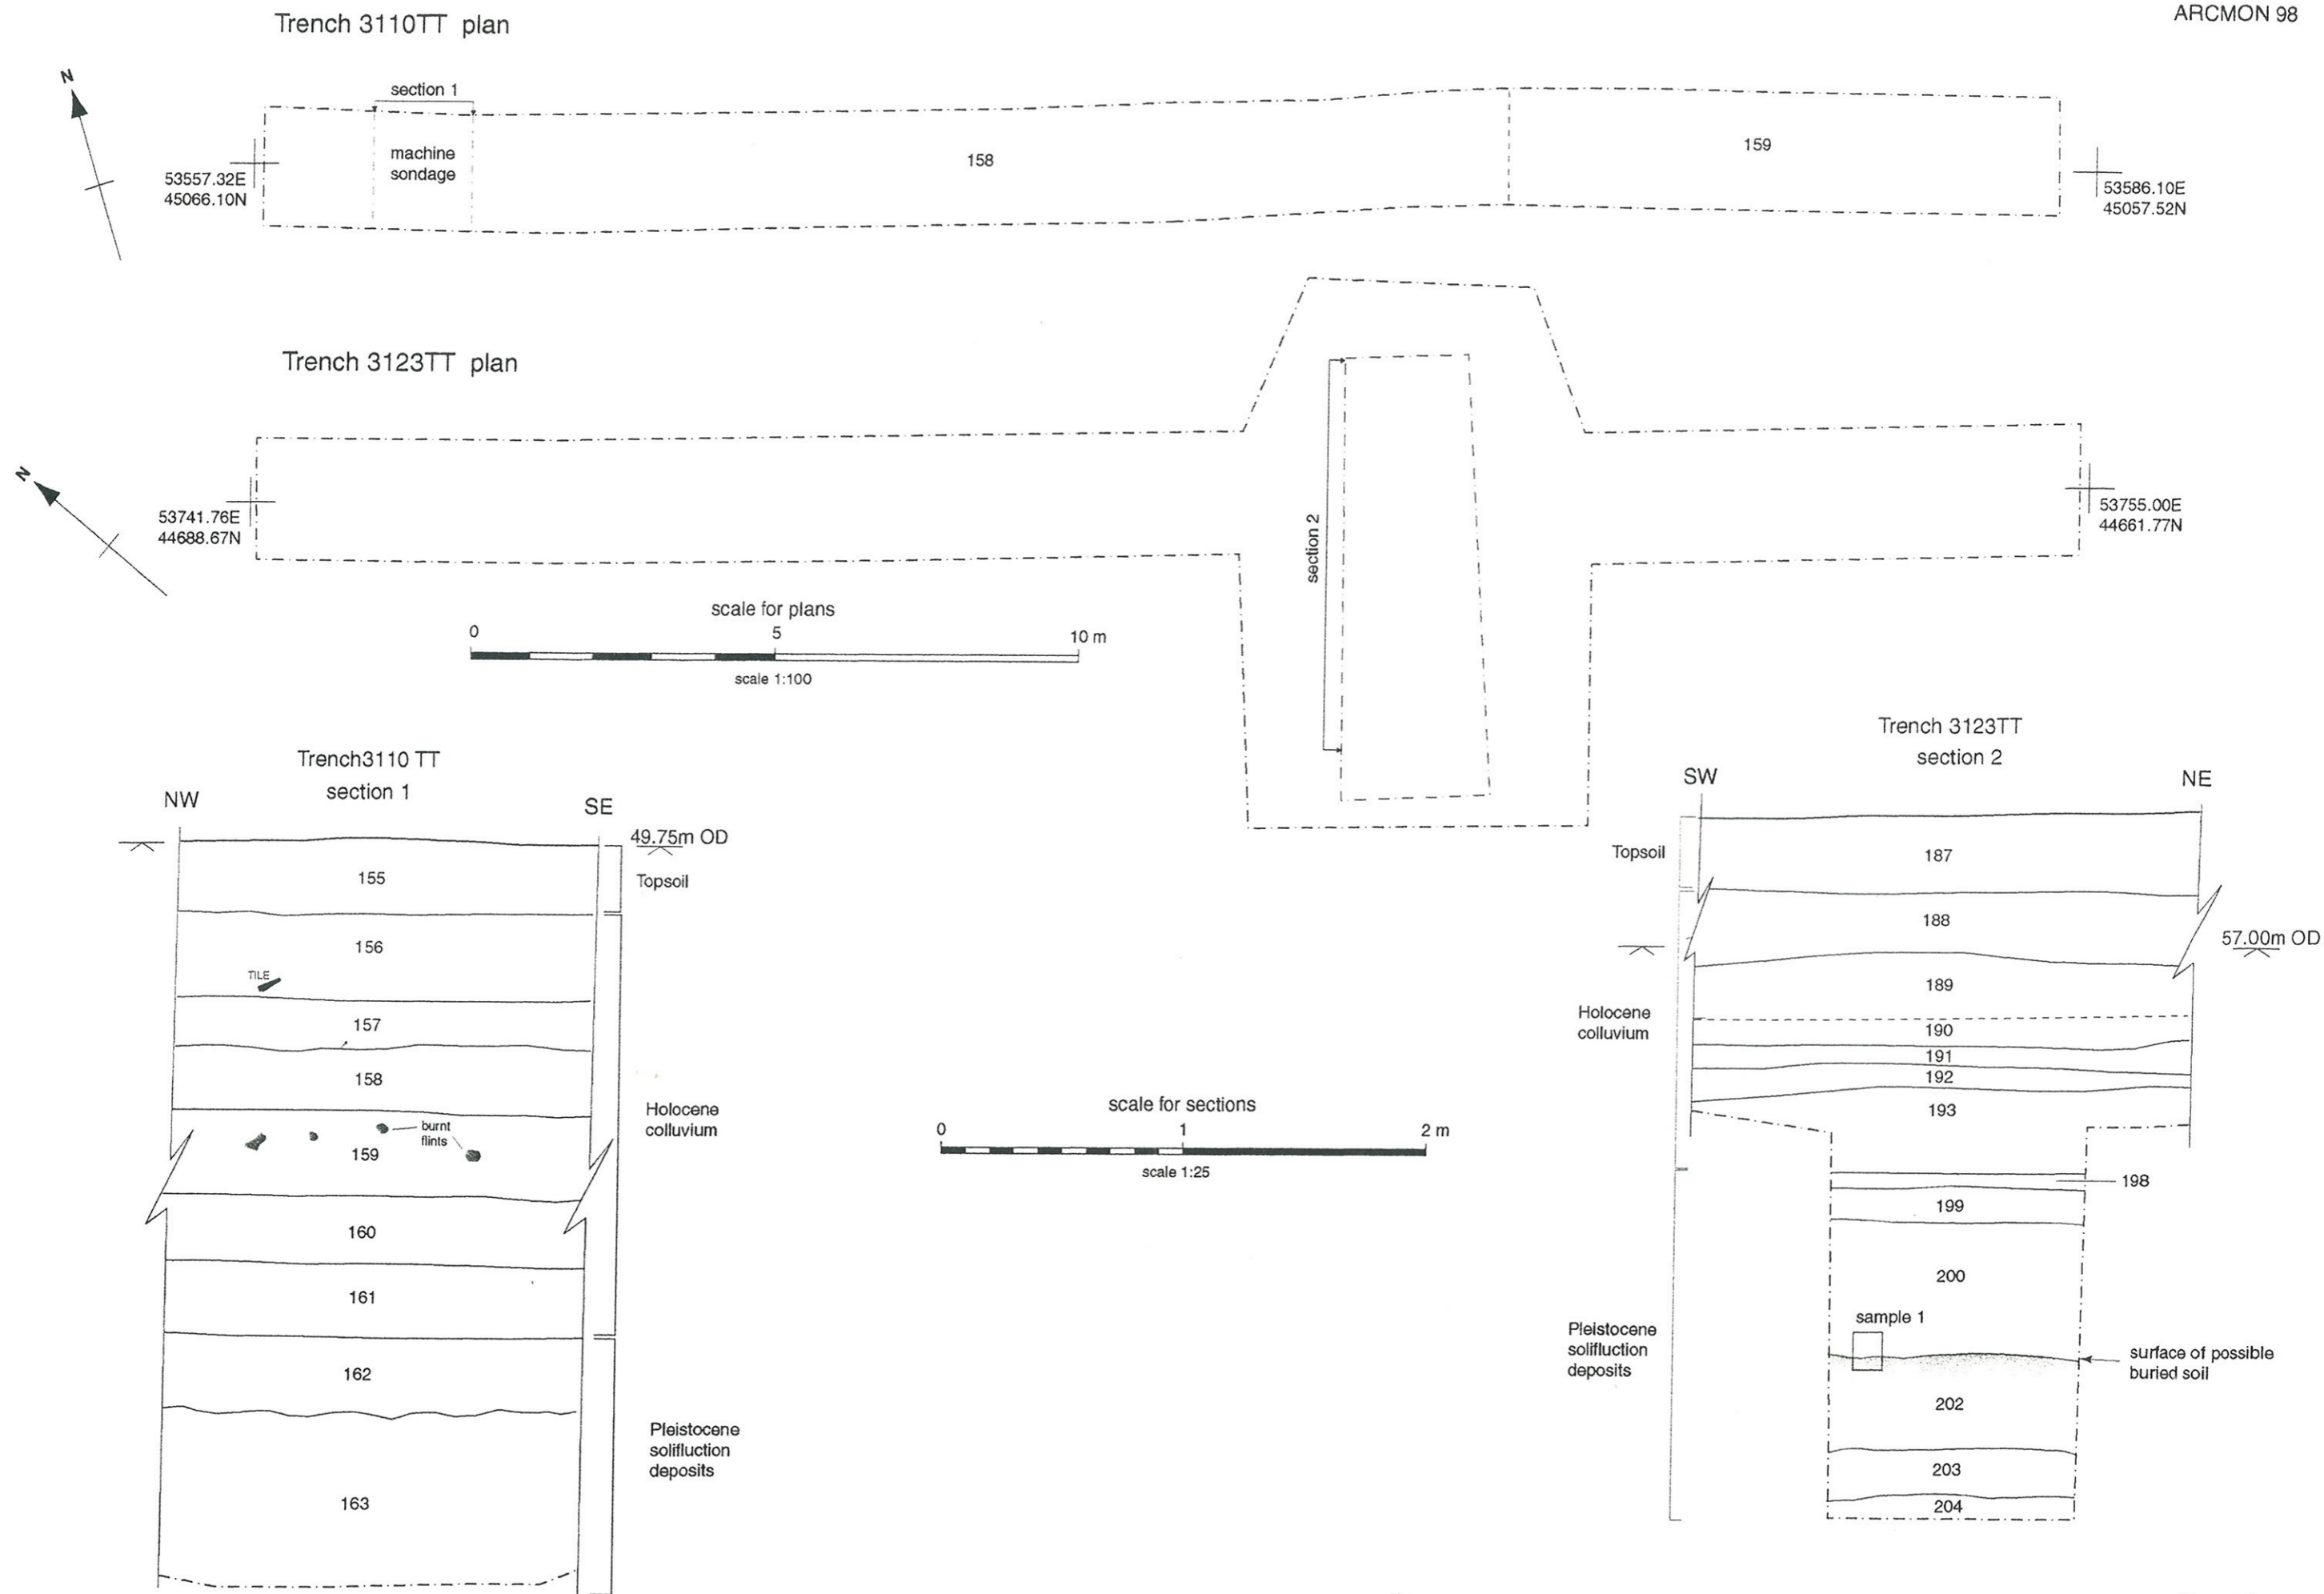 ARCMON 98
Trench 3110TT plan
N
section 1
machine
sondage
158
159
53557.32E
45066.10N
53586.10E
45057.52N
Trench 3123TT plan
N
section 2
53741.76E
44688.67N
53755.00E
44661.77N
scale for plans
0 5 10 m
scale 1:100
Trench3110 TT
section 1
NW
SE
49.75m OD
155
Topsoil
156
TILE
157
158
burnt
flints
159
Holocene
colluvium
160
161
162
163
Pleistocene
solifluction
deposits
scale for sections
0 1 2 m
scale 1:25
Trench 3123TT
section 2
SW
NE
Topsoil
187
188
57.00m OD
189
Holocene
colluvium
190
191
192
193
198
199
200
sample 1
Pleistocene
solifluction
deposits
surface of possible
buried soil
202
203
204